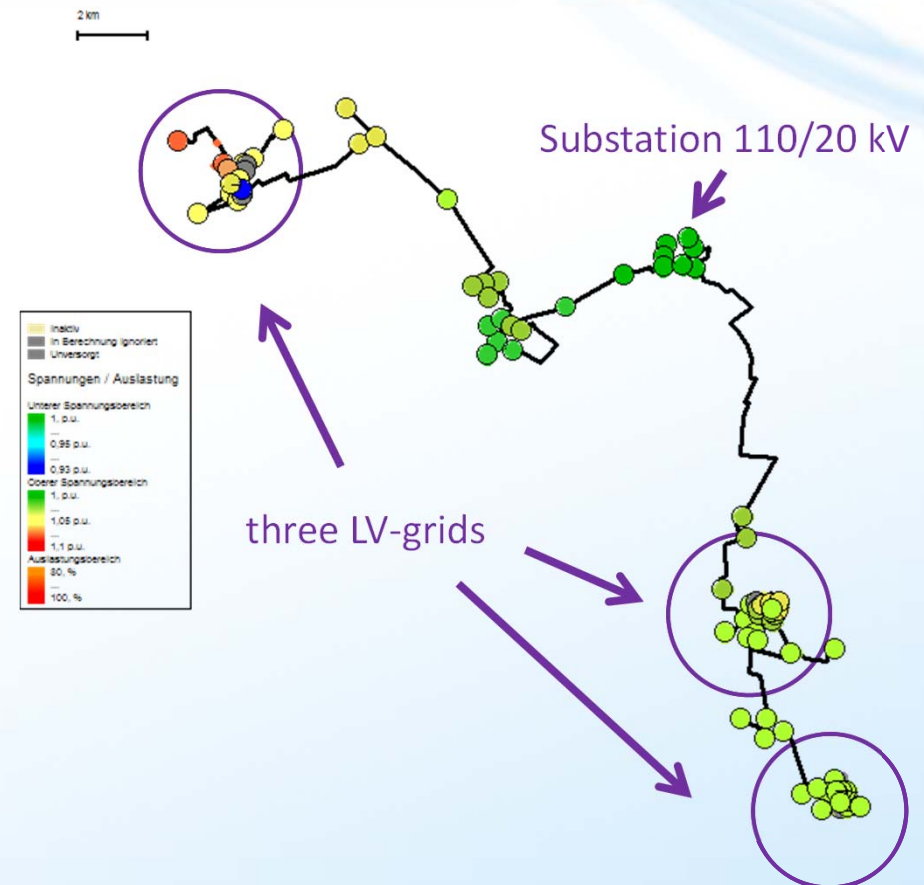 2 km
Substation 110/20 kV
Inaktiv
In Berechnung ignoriert
Unversorgt
Spannungen / Auslastung
Unterer Spannungsbereich
1, p.u.
...
0,95 p.u.
...
0,93 p.u.
Oberer Spannungsbereich
1, p.u.
...
1,05 p.u.
...
1,1 p.u.
Auslastungsbereich
80, %
...
100, %
three LV-grids